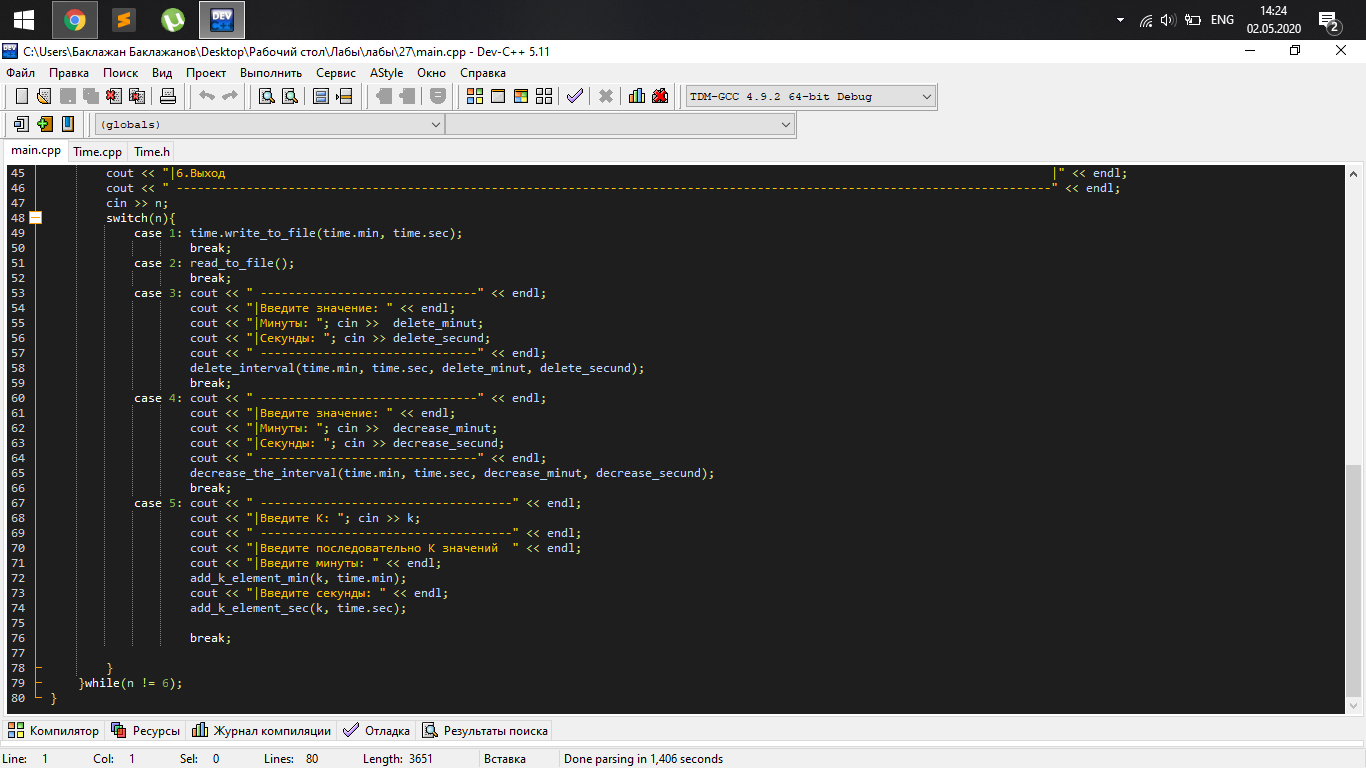 DEV
ENG
14:24
02.05.2020
2
C:\Users\Баклажан Баклажанов\Desktop\Рабочий стол\Лабы\лабы\27\main.cpp - Dev-C++ 5.11
Файл Правка Поиск Вид Проект Выполнить Сервис AStyle Окно Справка
TDM-GCC 4.9.2 64-bit Debug
(globals)
main.cpp Time.cpp Time.h
45 cout << "|6.Выход |" << endl;
46 cout << " -----------------------------------------------------------------------------------------------------------------------------" << endl;
47 cin >> n;
48 switch(n){
49 case 1: time.write_to_file(time.min, time.sec);
50 break;
51 case 2: read_to_file();
52 break;
53 case 3: cout << " -------------------------------" << endl;
54 cout << "|Введите значение: " << endl;
55 cout << "|Минуты: "; cin >>  delete_minut;
56 cout << "|Секунды: "; cin >> delete_secund;
57 cout << " -------------------------------" << endl;
58 delete_interval(time.min, time.sec, delete_minut, delete_secund);
59 break;
60 case 4: cout << " -------------------------------" << endl;
61 cout << "|Введите значение: " << endl;
62 cout << "|Минуты: "; cin >>  decrease_minut;
63 cout << "|Секунды: "; cin >> decrease_secund;
64 cout << " -------------------------------" << endl;
65 decrease_the_interval(time.min, time.sec, decrease_minut, decrease_secund);
66 break;
67 case 5: cout << " ------------------------------------" << endl;
68 cout << "|Введите K: "; cin >> k;
69 cout << " ------------------------------------" << endl;
70 cout << "|Введите последовательно К значений  " << endl;
71 cout << "|Введите минуты: " << endl;
72 add_k_element_min(k, time.min);
73 cout << "|Введите секунды: " << endl;
74 add_k_element_sec(k, time.sec);
75
76 break;
77
78 }
79 }while(n != 6);
80 }
Компилятор Ресурсы Журнал компиляции Отладка Результаты поиска
Line: 1 Col: 1 Sel: 0 Lines: 80 Length: 3651 Вставка Done parsing in 1,406 seconds